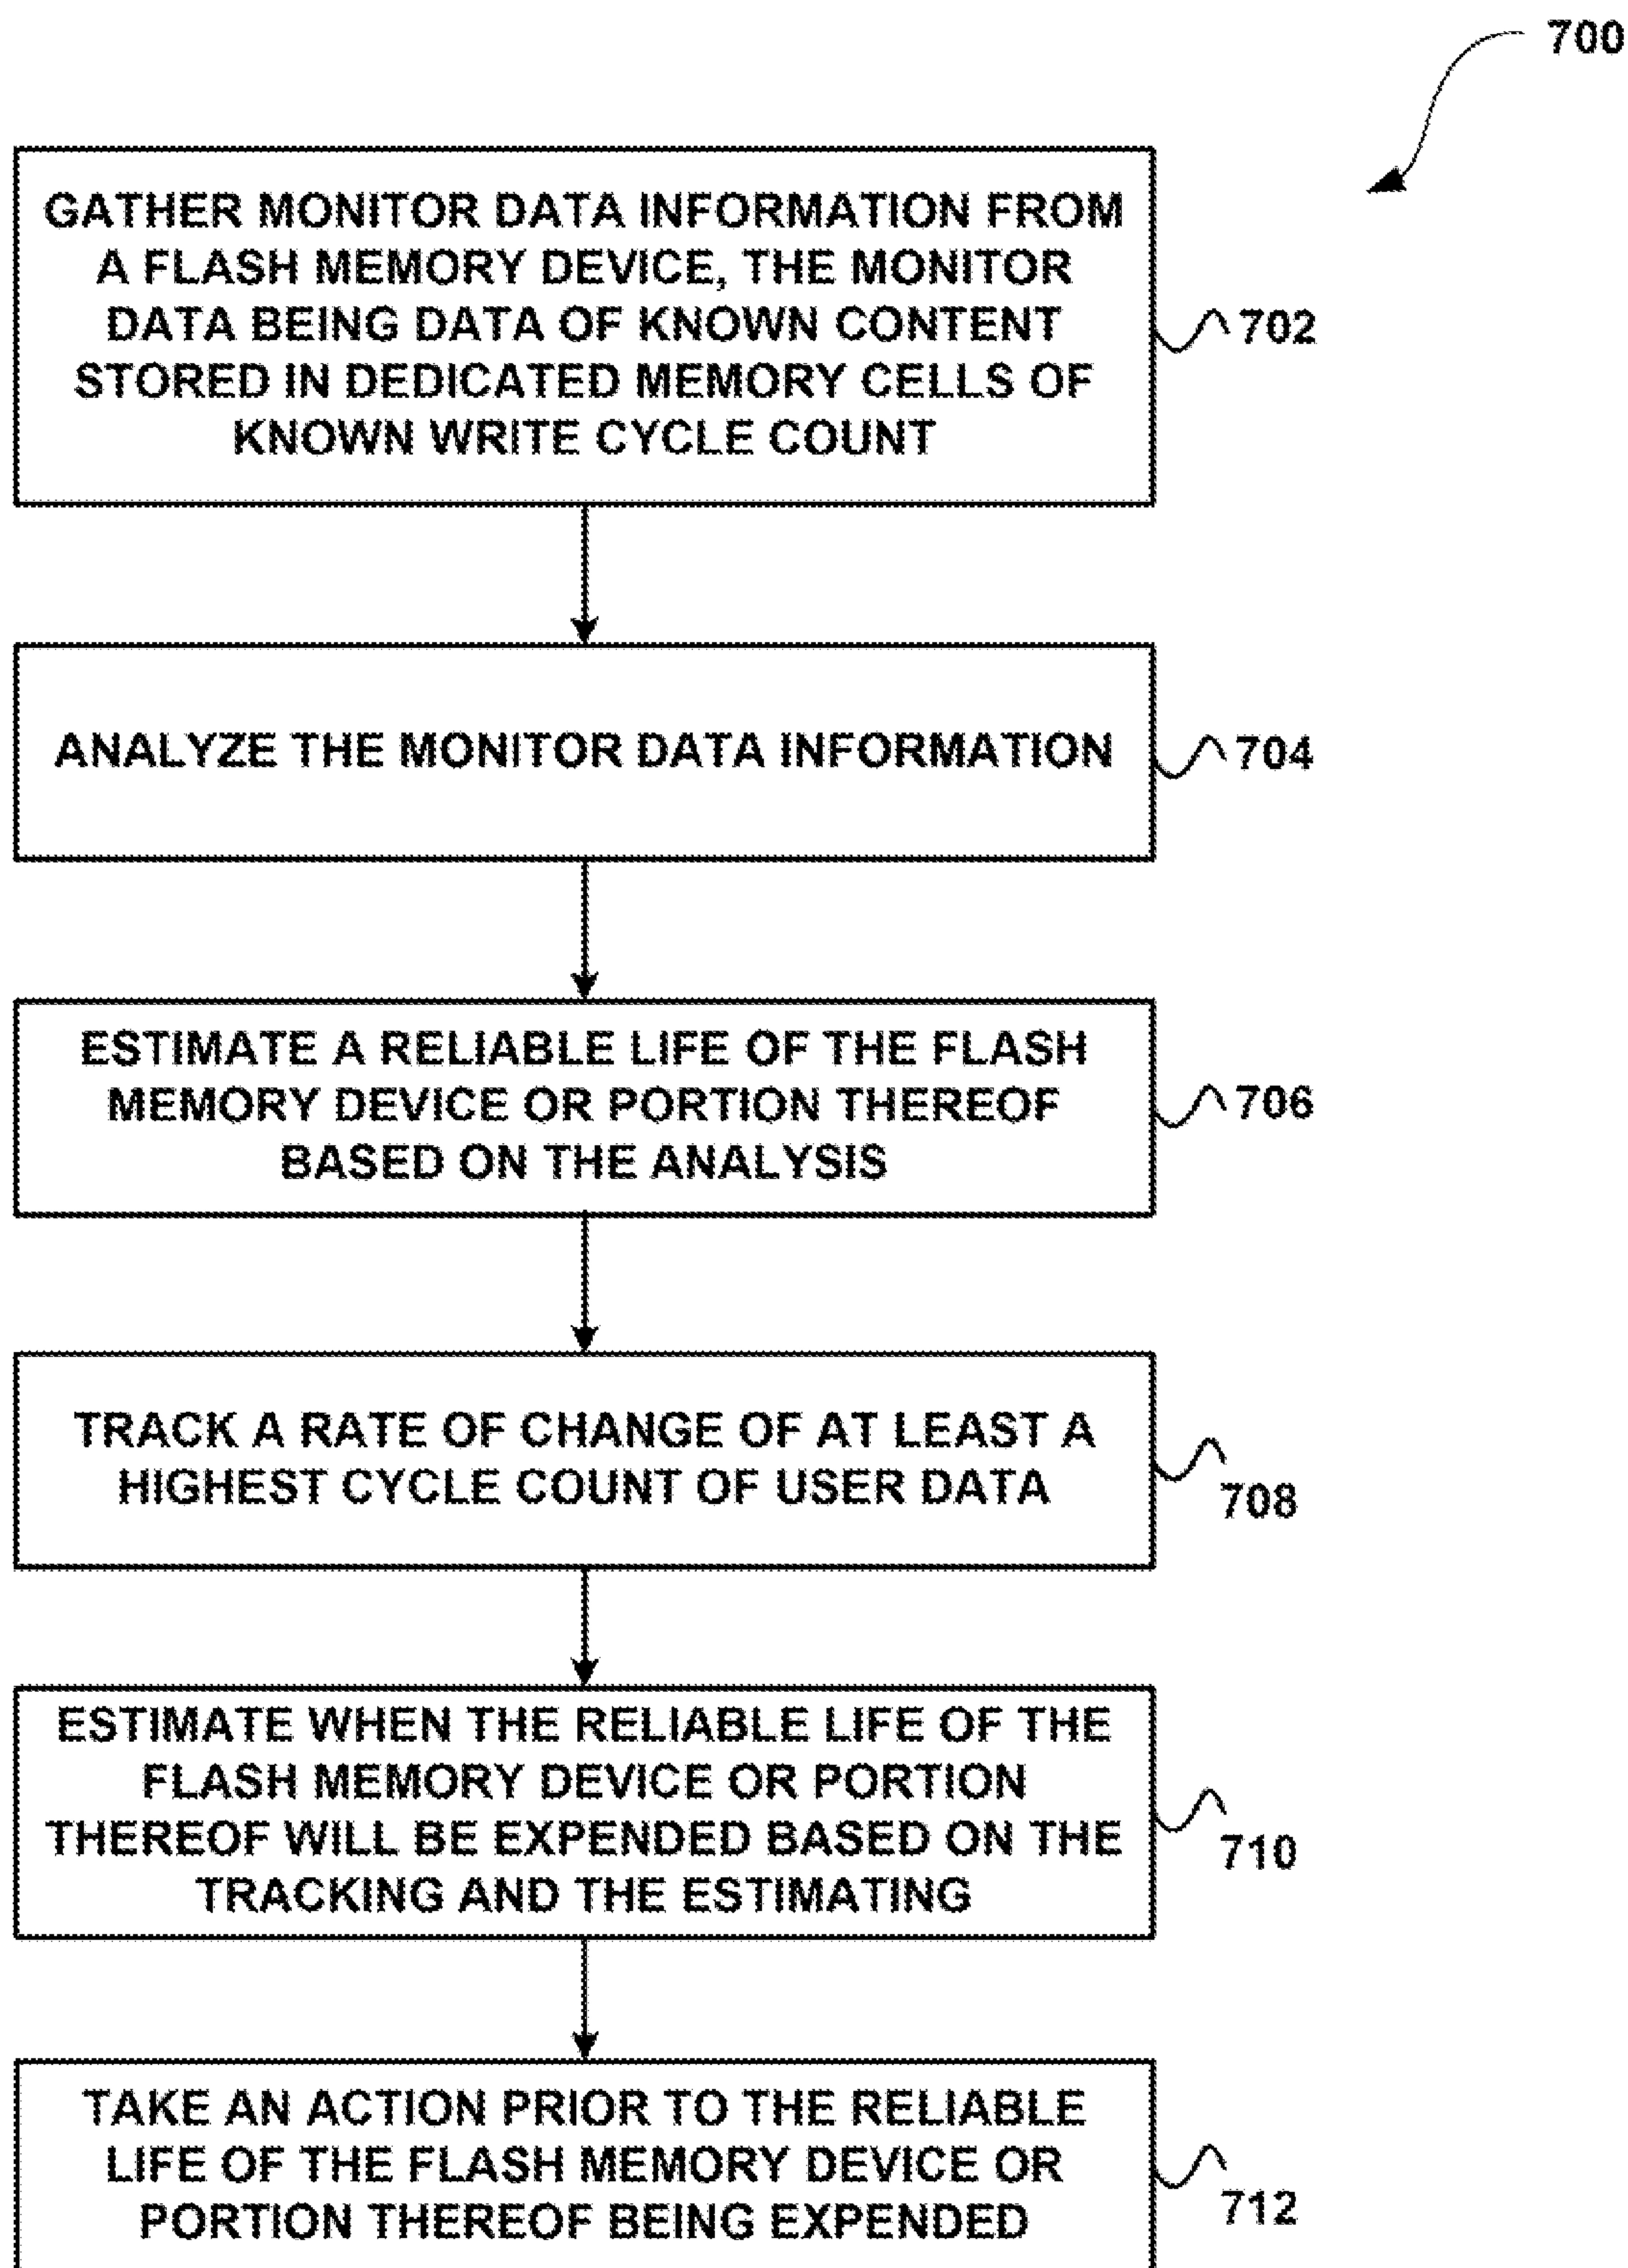 700
GATHER MONITOR DATA INFORMATION FROM
A FLASH MEMORY DEVICE, THE MONITOR
DATA BEING DATA OF KNOWN CONTENT
STORED IN DEDICATED MEMORY CELLS OF
KNOWN WRITE CYCLE COUNT
702
ANALYZE THE MONITOR DATA INFORMATION
704
ESTIMATE A RELIABLE LIFE OF THE FLASH
MEMORY DEVICE OR PORTION THEREOF
BASED ON THE ANALYSIS
706
TRACK A RATE OF CHANGE OF AT LEAST A
HIGHEST CYCLE COUNT OF USER DATA
708
ESTIMATE WHEN THE RELIABLE LIFE OF THE
FLASH MEMORY DEVICE OR PORTION
THEREOF WILL BE EXPENDED BASED ON THE
TRACKING AND THE ESTIMATING
710
TAKE AN ACTION PRIOR TO THE RELIABLE
LIFE OF THE FLASH MEMORY DEVICE OR
PORTION THEREOF BEING EXPENDED
712